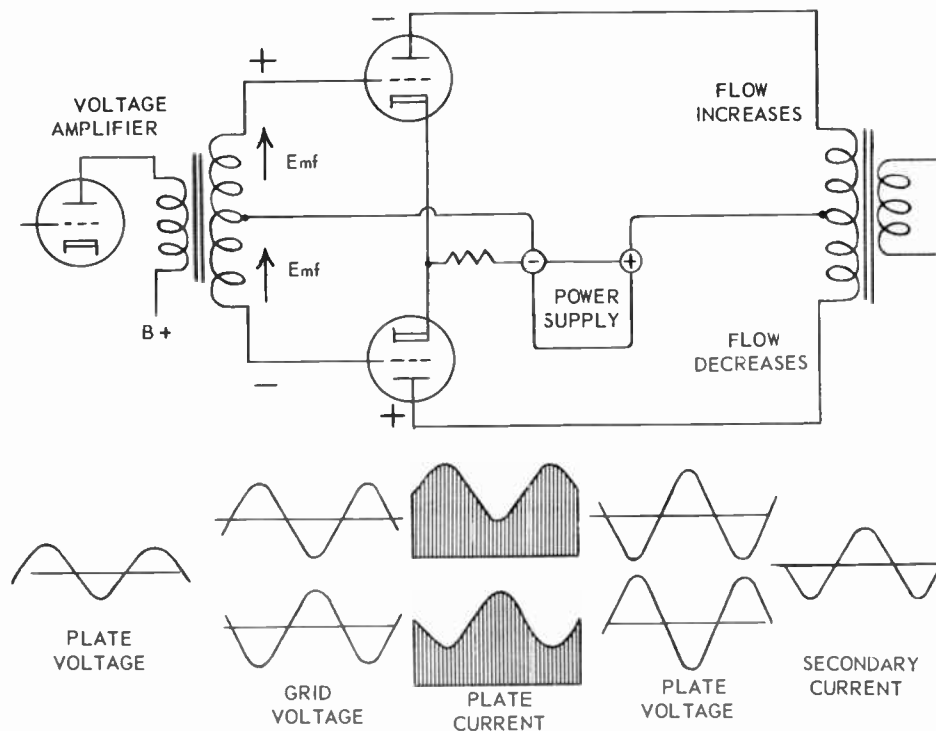 −
+
VOLTAGE
AMPLIFIER
FLOW
INCREASES
Emf
Emf
−
+
POWER
SUPPLY
B +
FLOW
DECREASES
−
+
PLATE
VOLTAGE
GRID
VOLTAGE
PLATE
CURRENT
PLATE
VOLTAGE
SECONDARY
CURRENT